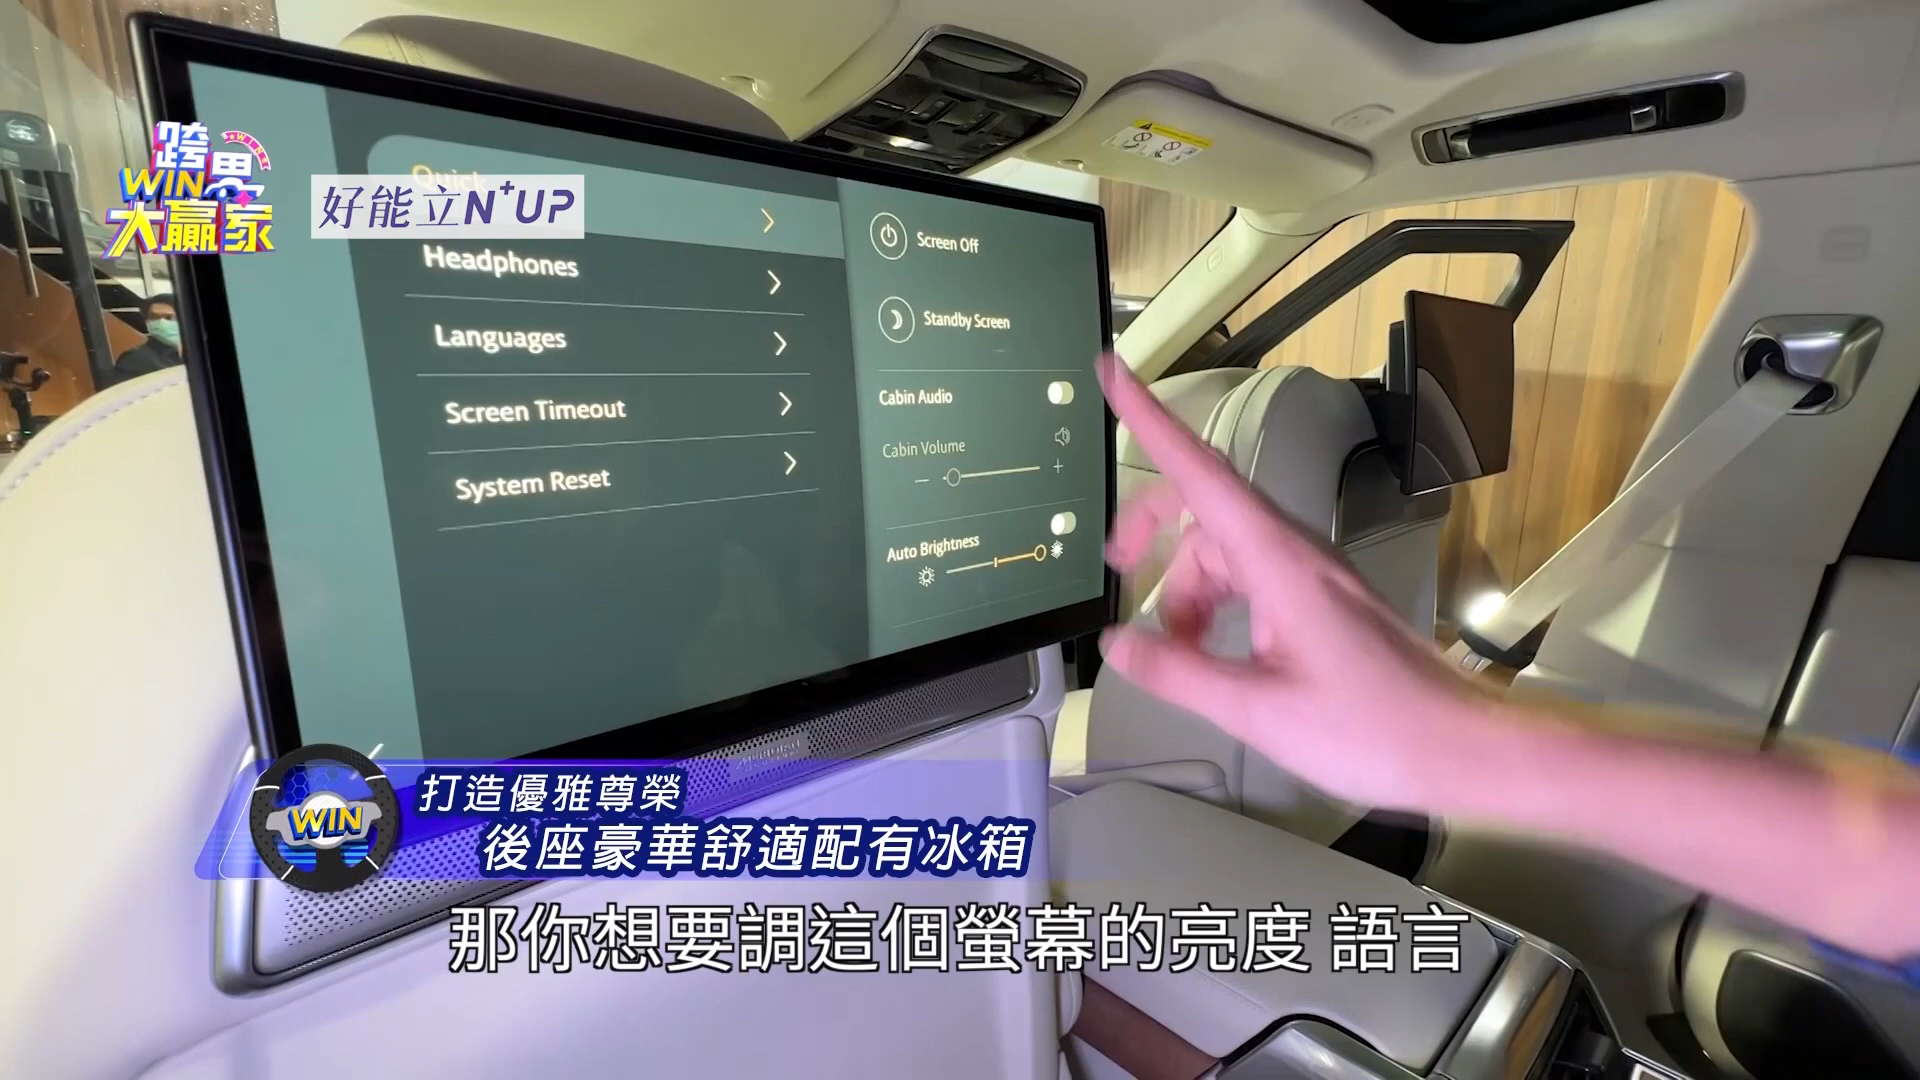 跨界
WIN
大贏家
好能立N+UP
Quick
Headphones
Languages
Screen Timeout
System Reset
Screen Off
Standby Screen
Cabin Audio
Cabin Volume
Auto Brightness
MERIDIAN
WIN
打造優雅尊榮
後座豪華舒適配有冰箱
那你想要調這個螢幕的亮度 語言